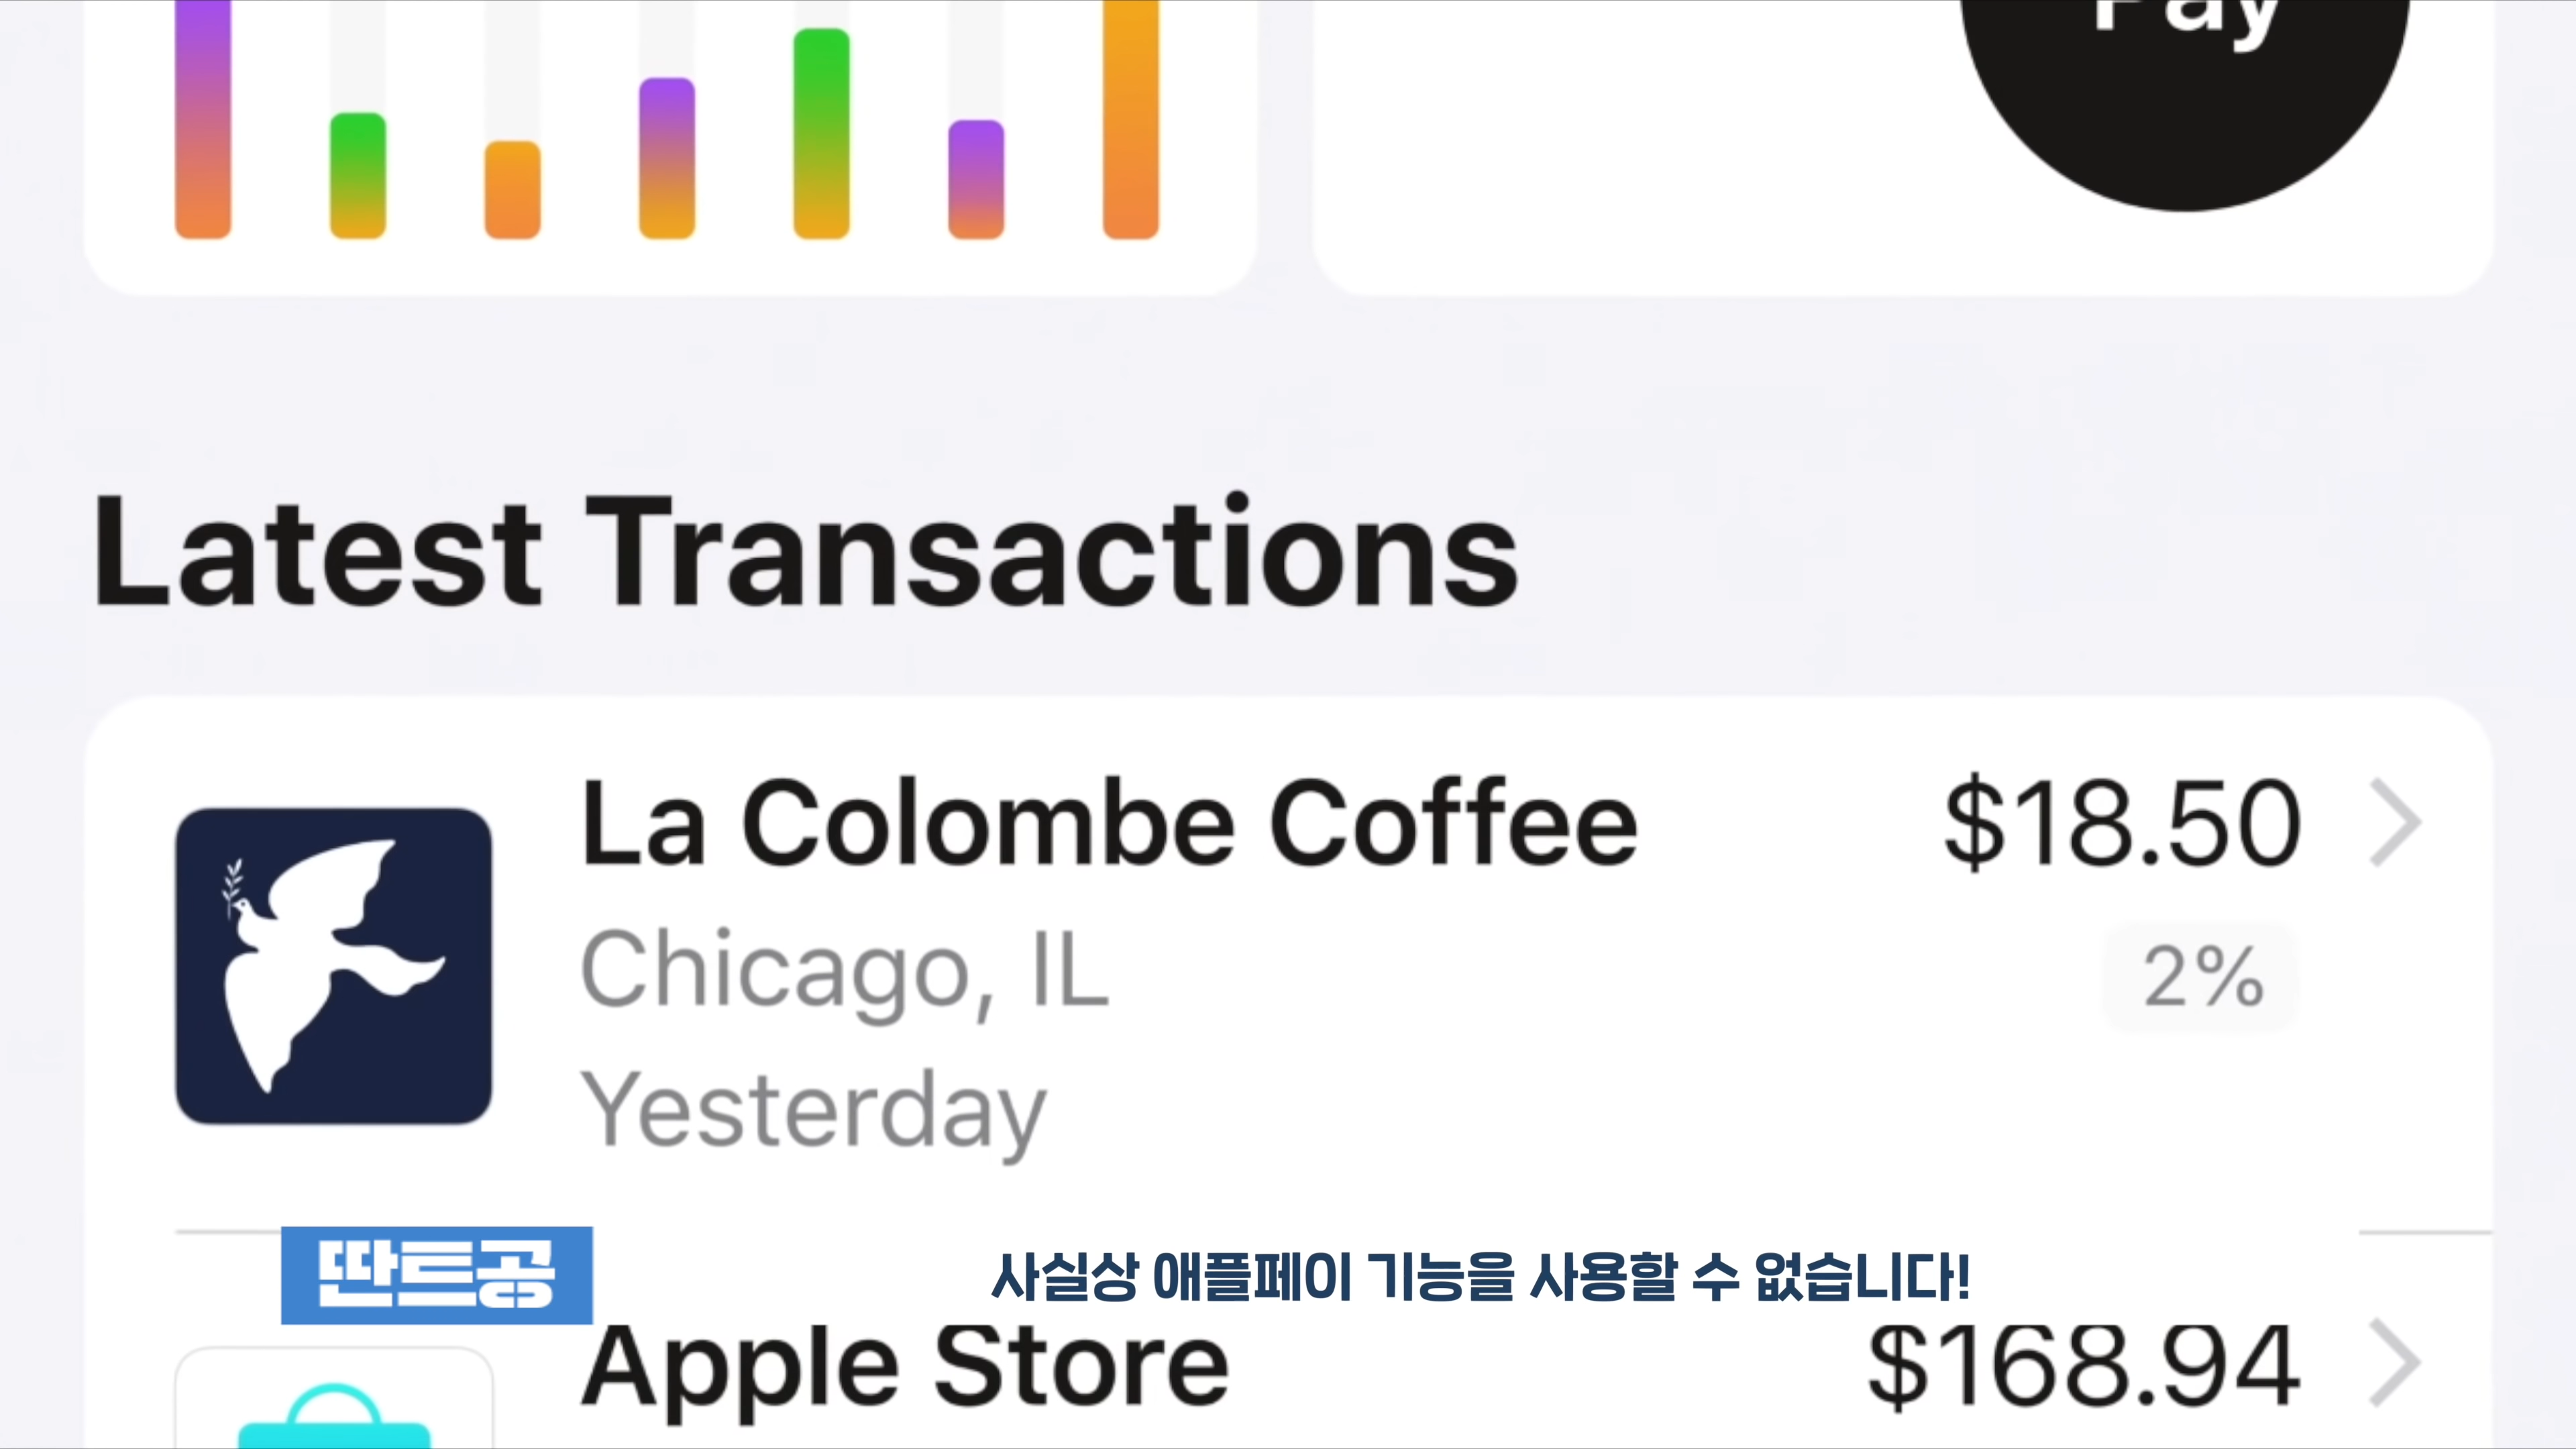 Pay
Latest Transactions
La Colombe Coffee $18.50
Chicago, IL 2%
Yesterday
딴트공 사실상 애플페이 기능을 사용할 수 없습니다!
Apple Store $168.94